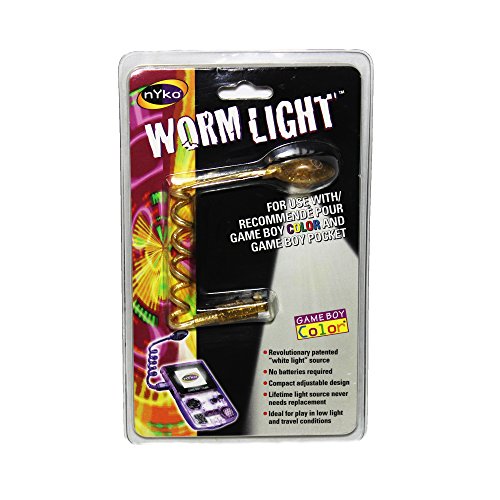 nyko
WORM LIGHT™
FOR USE WITH/
RECOMMENDE POUR
GAME BOY COLOR AND
GAME BOY POCKET
GAME BOY
Color
• Revolutionary patented
"white light" source
• No batteries required
• Compact adjustable design
• Lifetime light source never
needs replacement
• Ideal for play in low light
and travel conditions